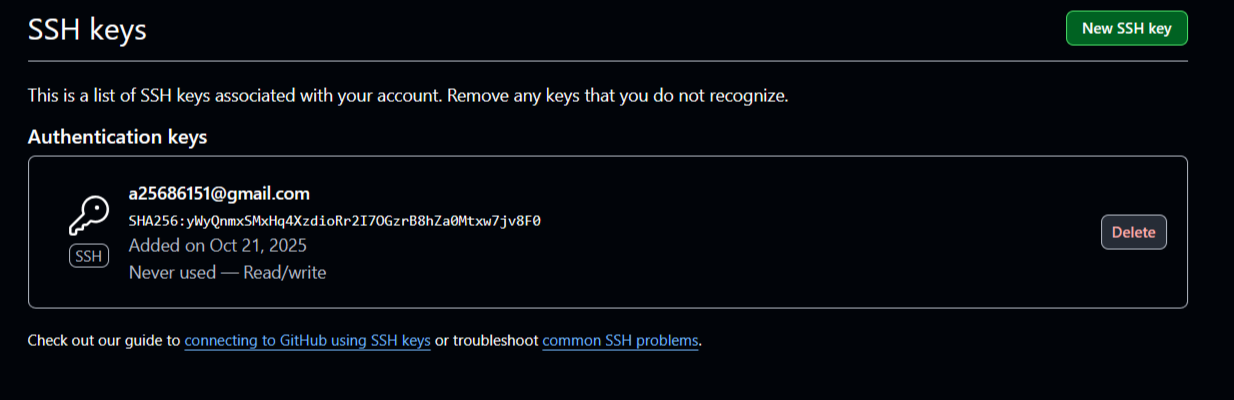 SSH keys
New SSH key
This is a list of SSH keys associated with your account. Remove any keys that you do not recognize.
Authentication keys
a25686151@gmail.com
SHA256:yWyQnmxSMxHq4XzdioRr2I7OGzrB8hZa0Mtxw7jv8F0
Added on Oct 21, 2025
SSH
Never used — Read/write
Delete
Check out our guide to connecting to GitHub using SSH keys or troubleshoot common SSH problems.